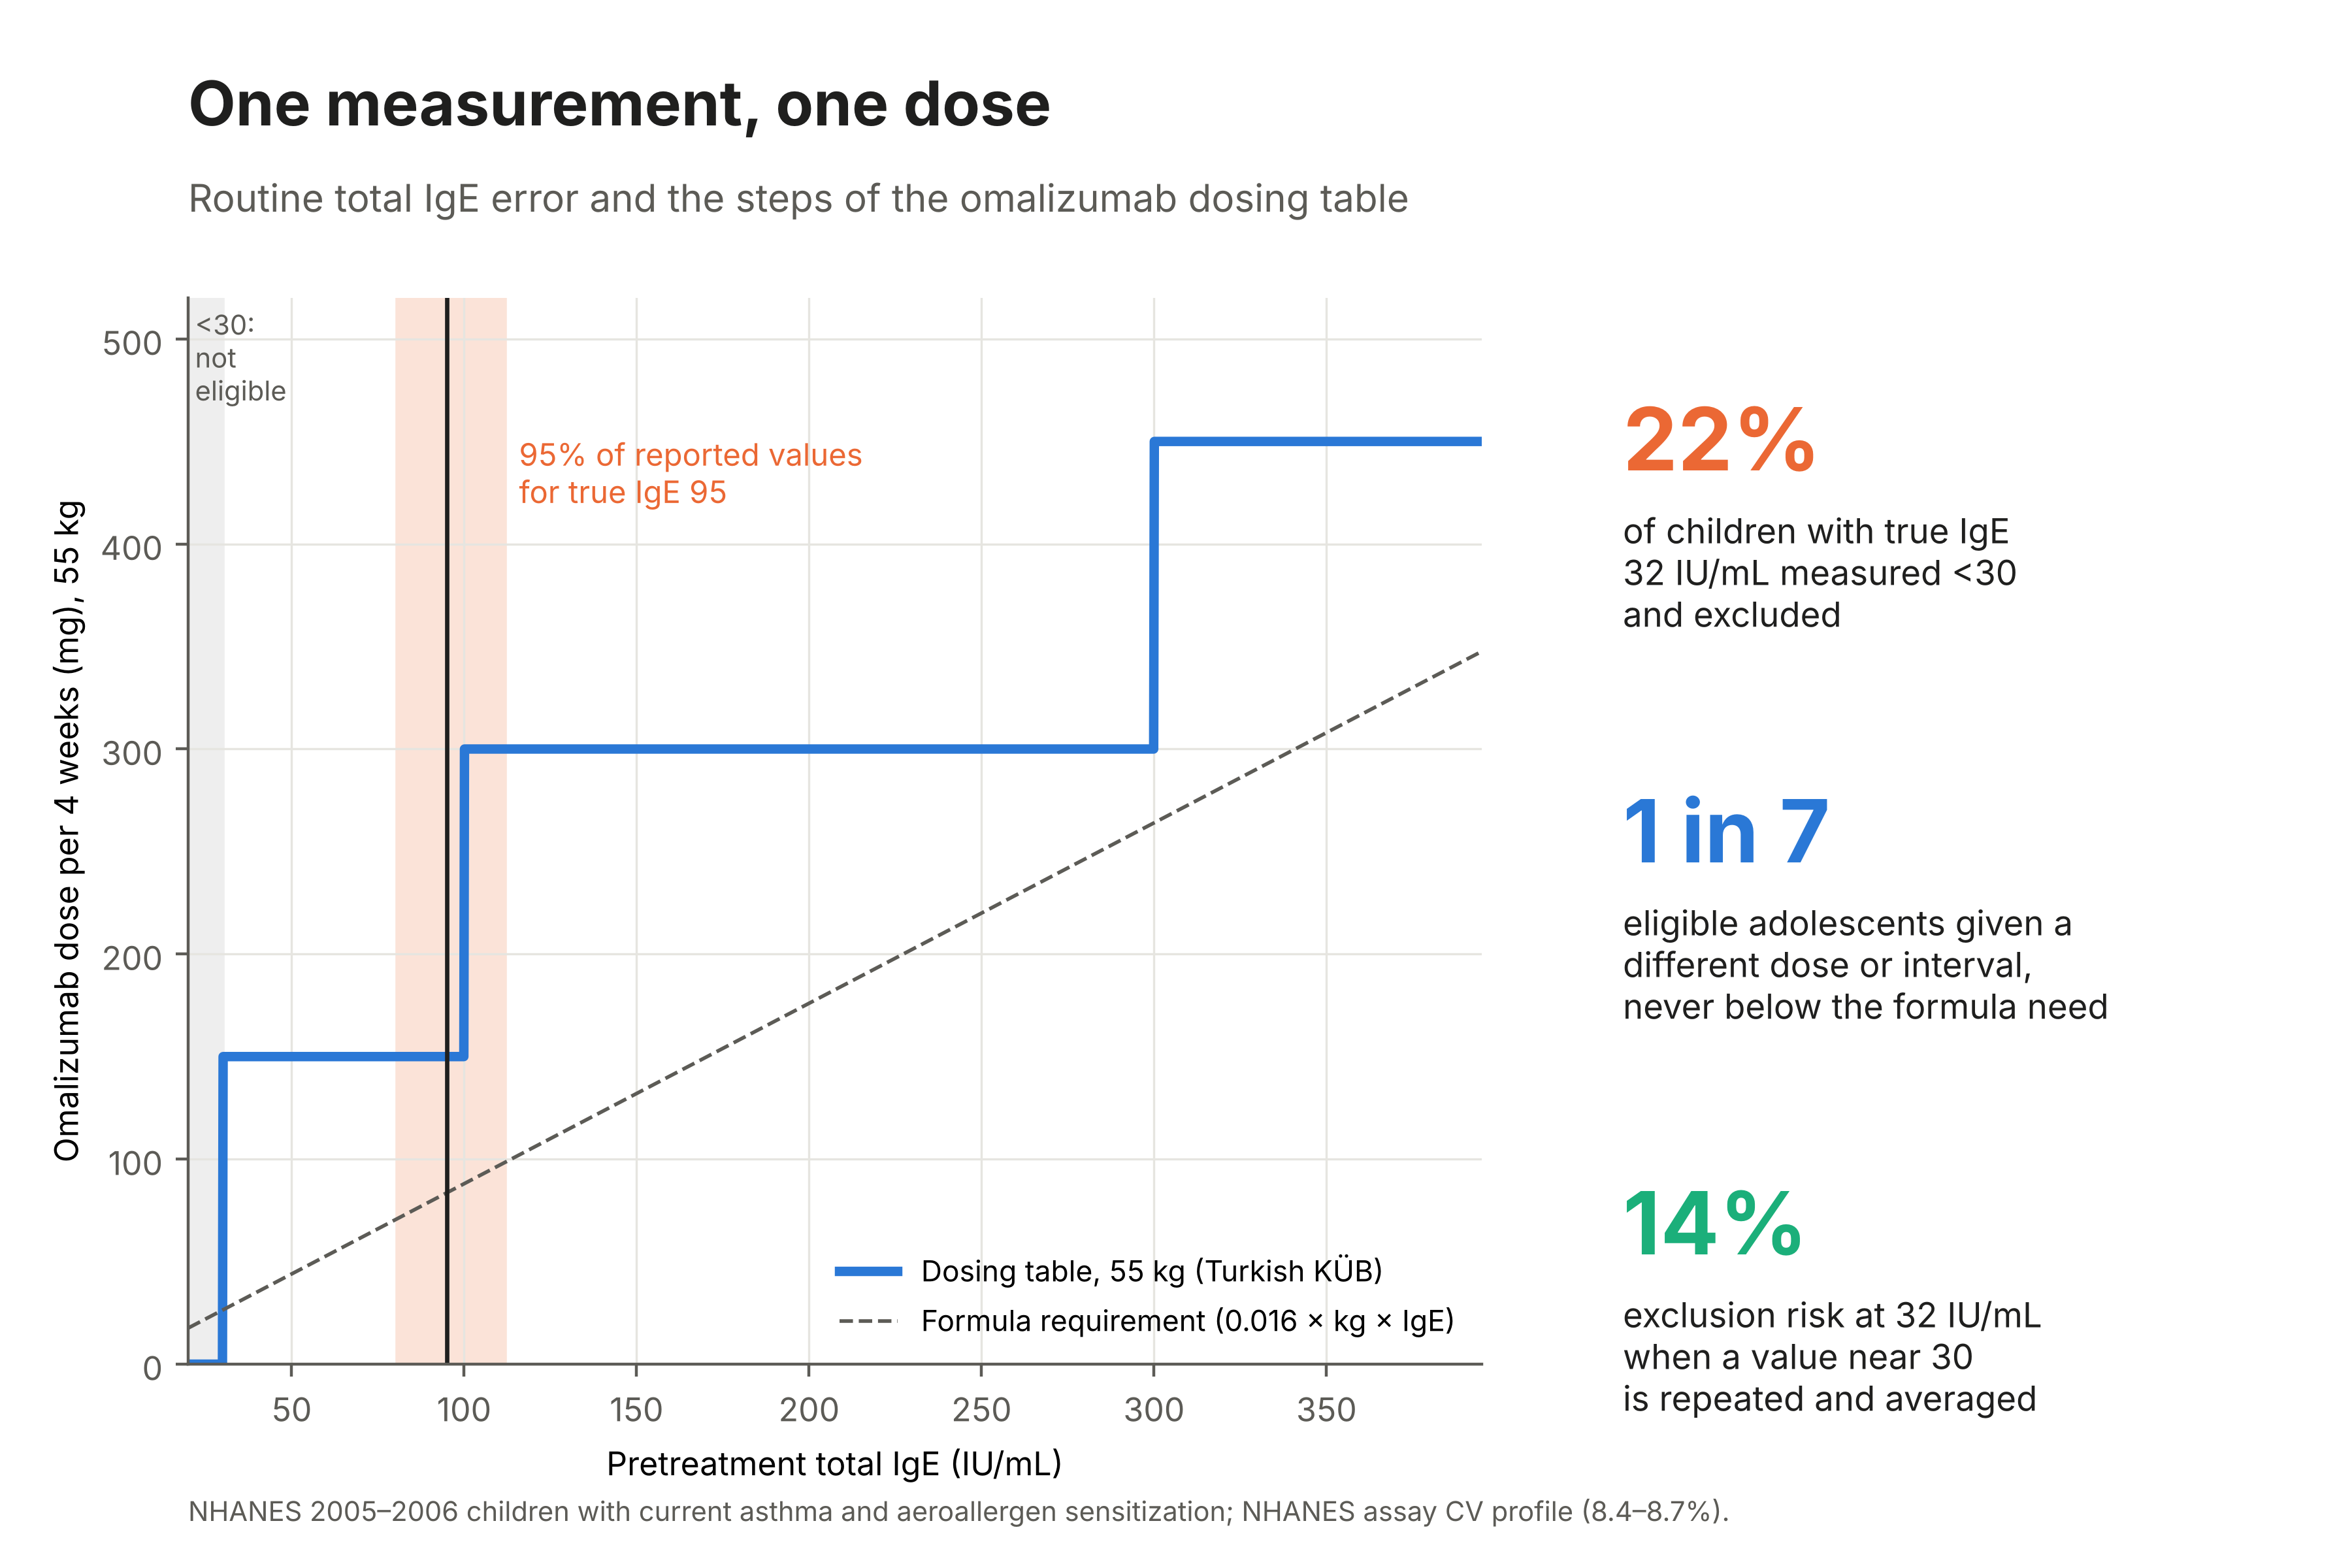 One measurement, one dose
Routine total IgE error and the steps of the omalizumab dosing table
<30:
not
eligible
95% of reported values
for true IgE 95
Omalizumab dose per 4 weeks (mg), 55 kg
500
400
300
200
100
0
Dosing table, 55 kg (Turkish KÜB)
Formula requirement (0.016 × kg × IgE)
50 100 150 200 250 300 350
Pretreatment total IgE (IU/mL)
22%
of children with true IgE
32 IU/mL measured <30
and excluded
1 in 7
eligible adolescents given a
different dose or interval,
never below the formula need
14%
exclusion risk at 32 IU/mL
when a value near 30
is repeated and averaged
NHANES 2005–2006 children with current asthma and aeroallergen sensitization; NHANES assay CV profile (8.4–8.7%).